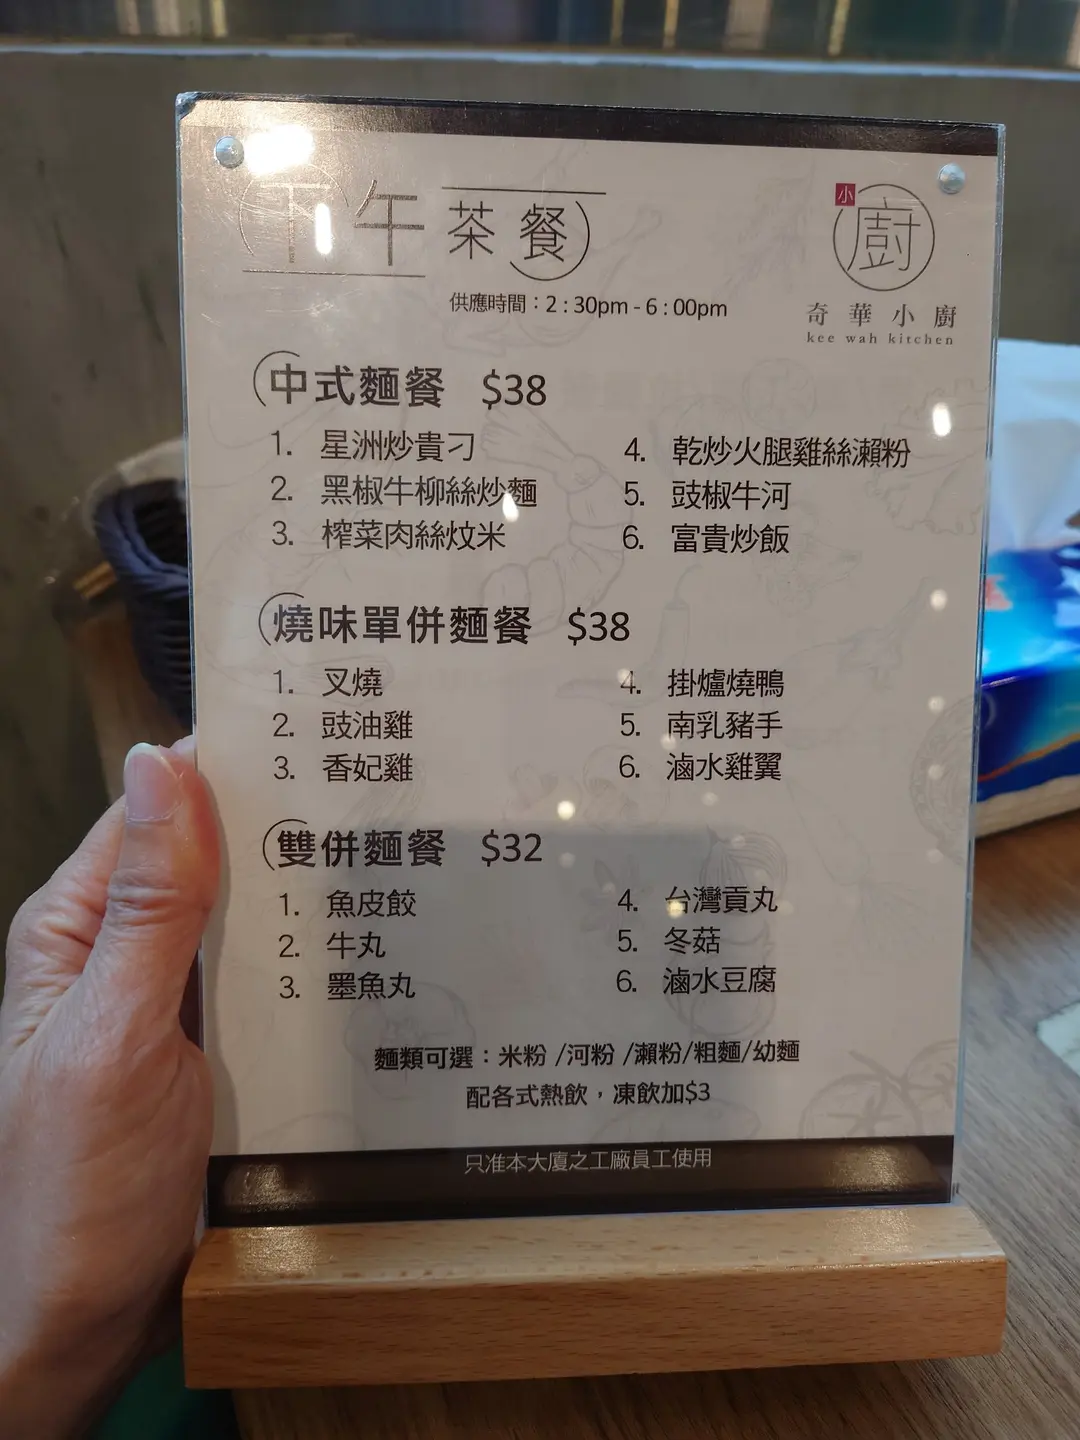 下午茶餐
小
廚
奇華小廚
kee wah kitchen
供應時間：2 : 30pm - 6 : 00pm
中式麵餐 $38
1. 星洲炒貴刁
2. 黑椒牛柳絲炒麵
3. 榨菜肉絲炆米
4. 乾炒火腿雞絲瀨粉
5. 豉椒牛河
6. 富貴炒飯
燒味單併麵餐 $38
1. 叉燒
2. 豉油雞
3. 香妃雞
4. 掛爐燒鴨
5. 南乳豬手
6. 滷水雞翼
雙併麵餐 $32
1. 魚皮餃
2. 牛丸
3. 墨魚丸
4. 台灣貢丸
5. 冬菇
6. 滷水豆腐
麵類可選：米粉 /河粉 /瀨粉/粗麵/幼麵
配各式熱飲，凍飲加$3
只准本大廈之工廠員工使用